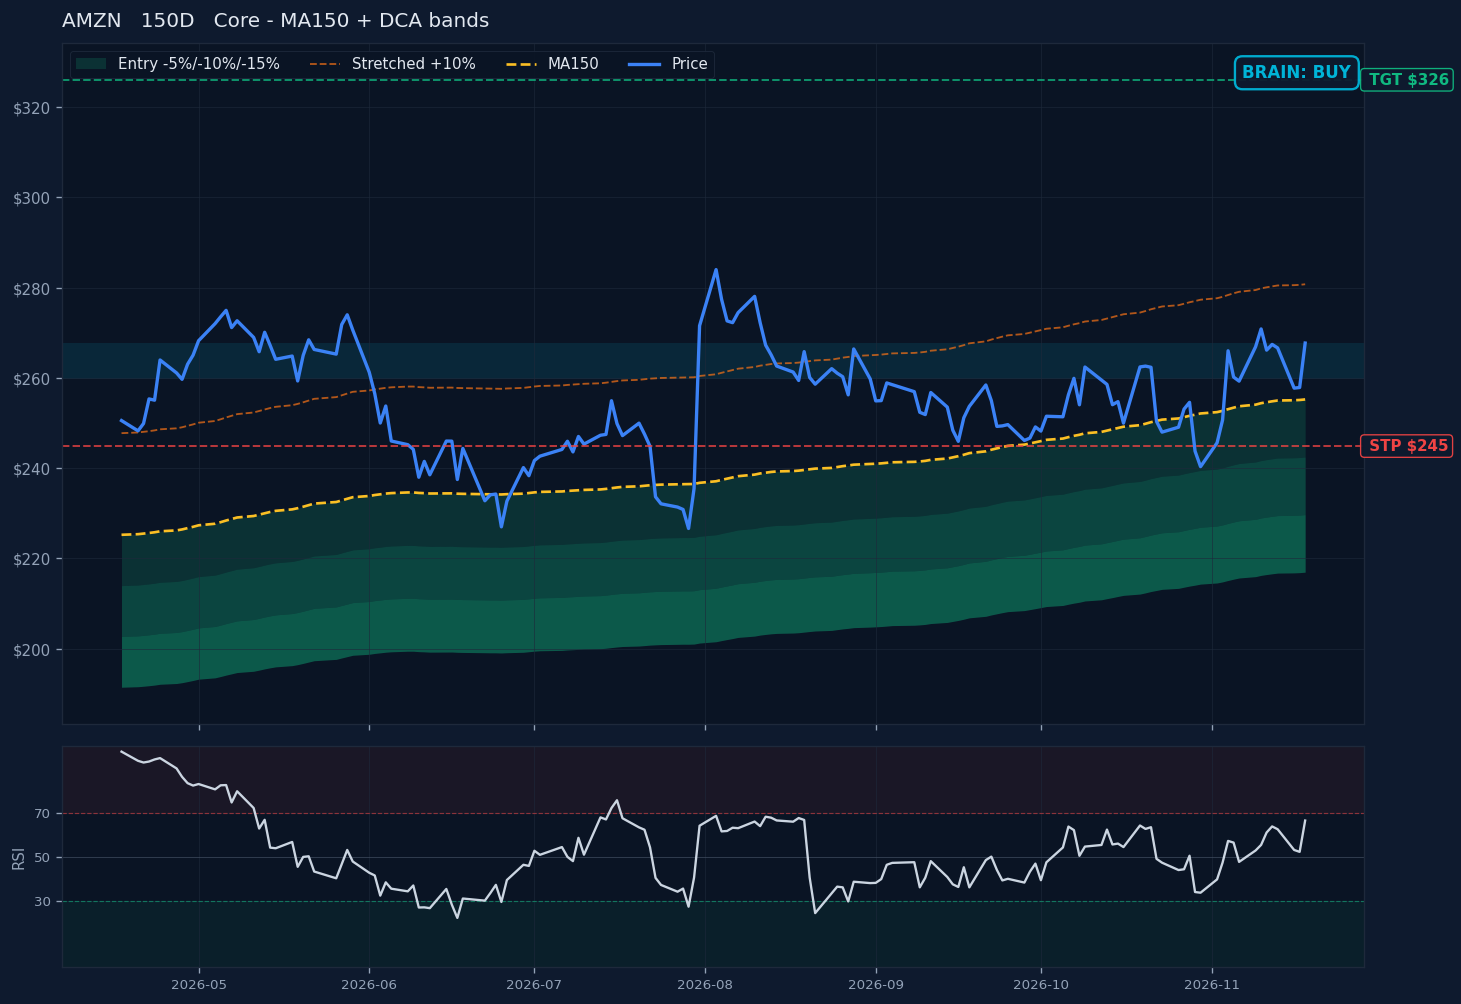 AMZN 150D Core - MA150 + DCA bands
Entry -5%/-10%/-15% Stretched +10% MA150 Price
BRAIN: BUY
TGT $326
$320
$300
$280
$260
STP $245
$240
$220
$200
RSI
70
50
30
2026-05 2026-06 2026-07 2026-08 2026-09 2026-10 2026-11